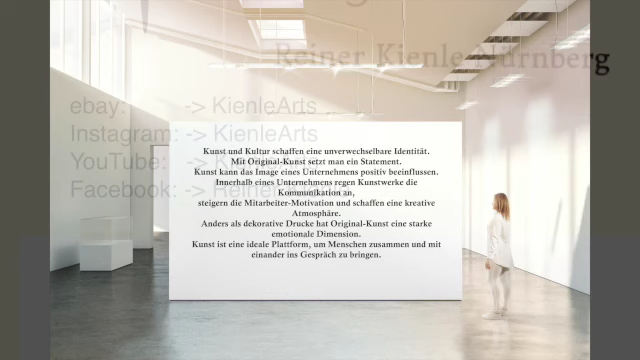 Reiner Kienle Nürnberg
ebay: -> KienleArts
Instagram: -> KienleArts
YouTube: ->
Facebook: ->
Kunst und Kultur schaffen eine unverwechselbare Identität.
Mit Original-Kunst setzt man ein Statement.
Kunst kann das Image eines Unternehmens positiv beeinflussen.
Innerhalb eines Unternehmens regen Kunstwerke die
Kommunikation an,
steigern die Mitarbeiter-Motivation und schaffen eine kreative
Atmosphäre.
Anders als dekorative Drucke hat Original-Kunst eine starke
emotionale Dimension.
Kunst ist eine ideale Plattform, um Menschen zusammen und mit
einander ins Gespräch zu bringen.